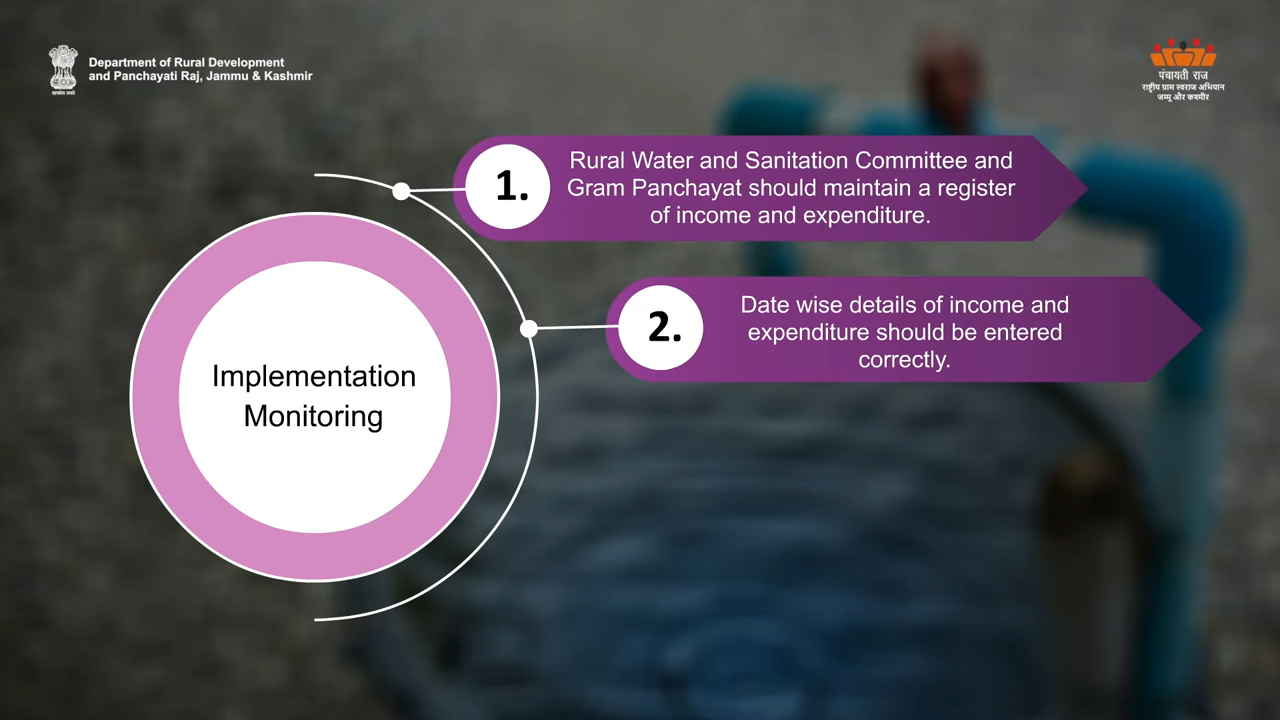 Department of Rural Development
and Panchayati Raj, Jammu & Kashmir
पंचायती राज
राष्ट्रीय ग्राम स्वराज अभियान
जम्मू और कश्मीर
1.
Rural Water and Sanitation Committee and
Gram Panchayat should maintain a register
of income and expenditure.
2.
Date wise details of income and
expenditure should be entered
correctly.
Implementation
Monitoring